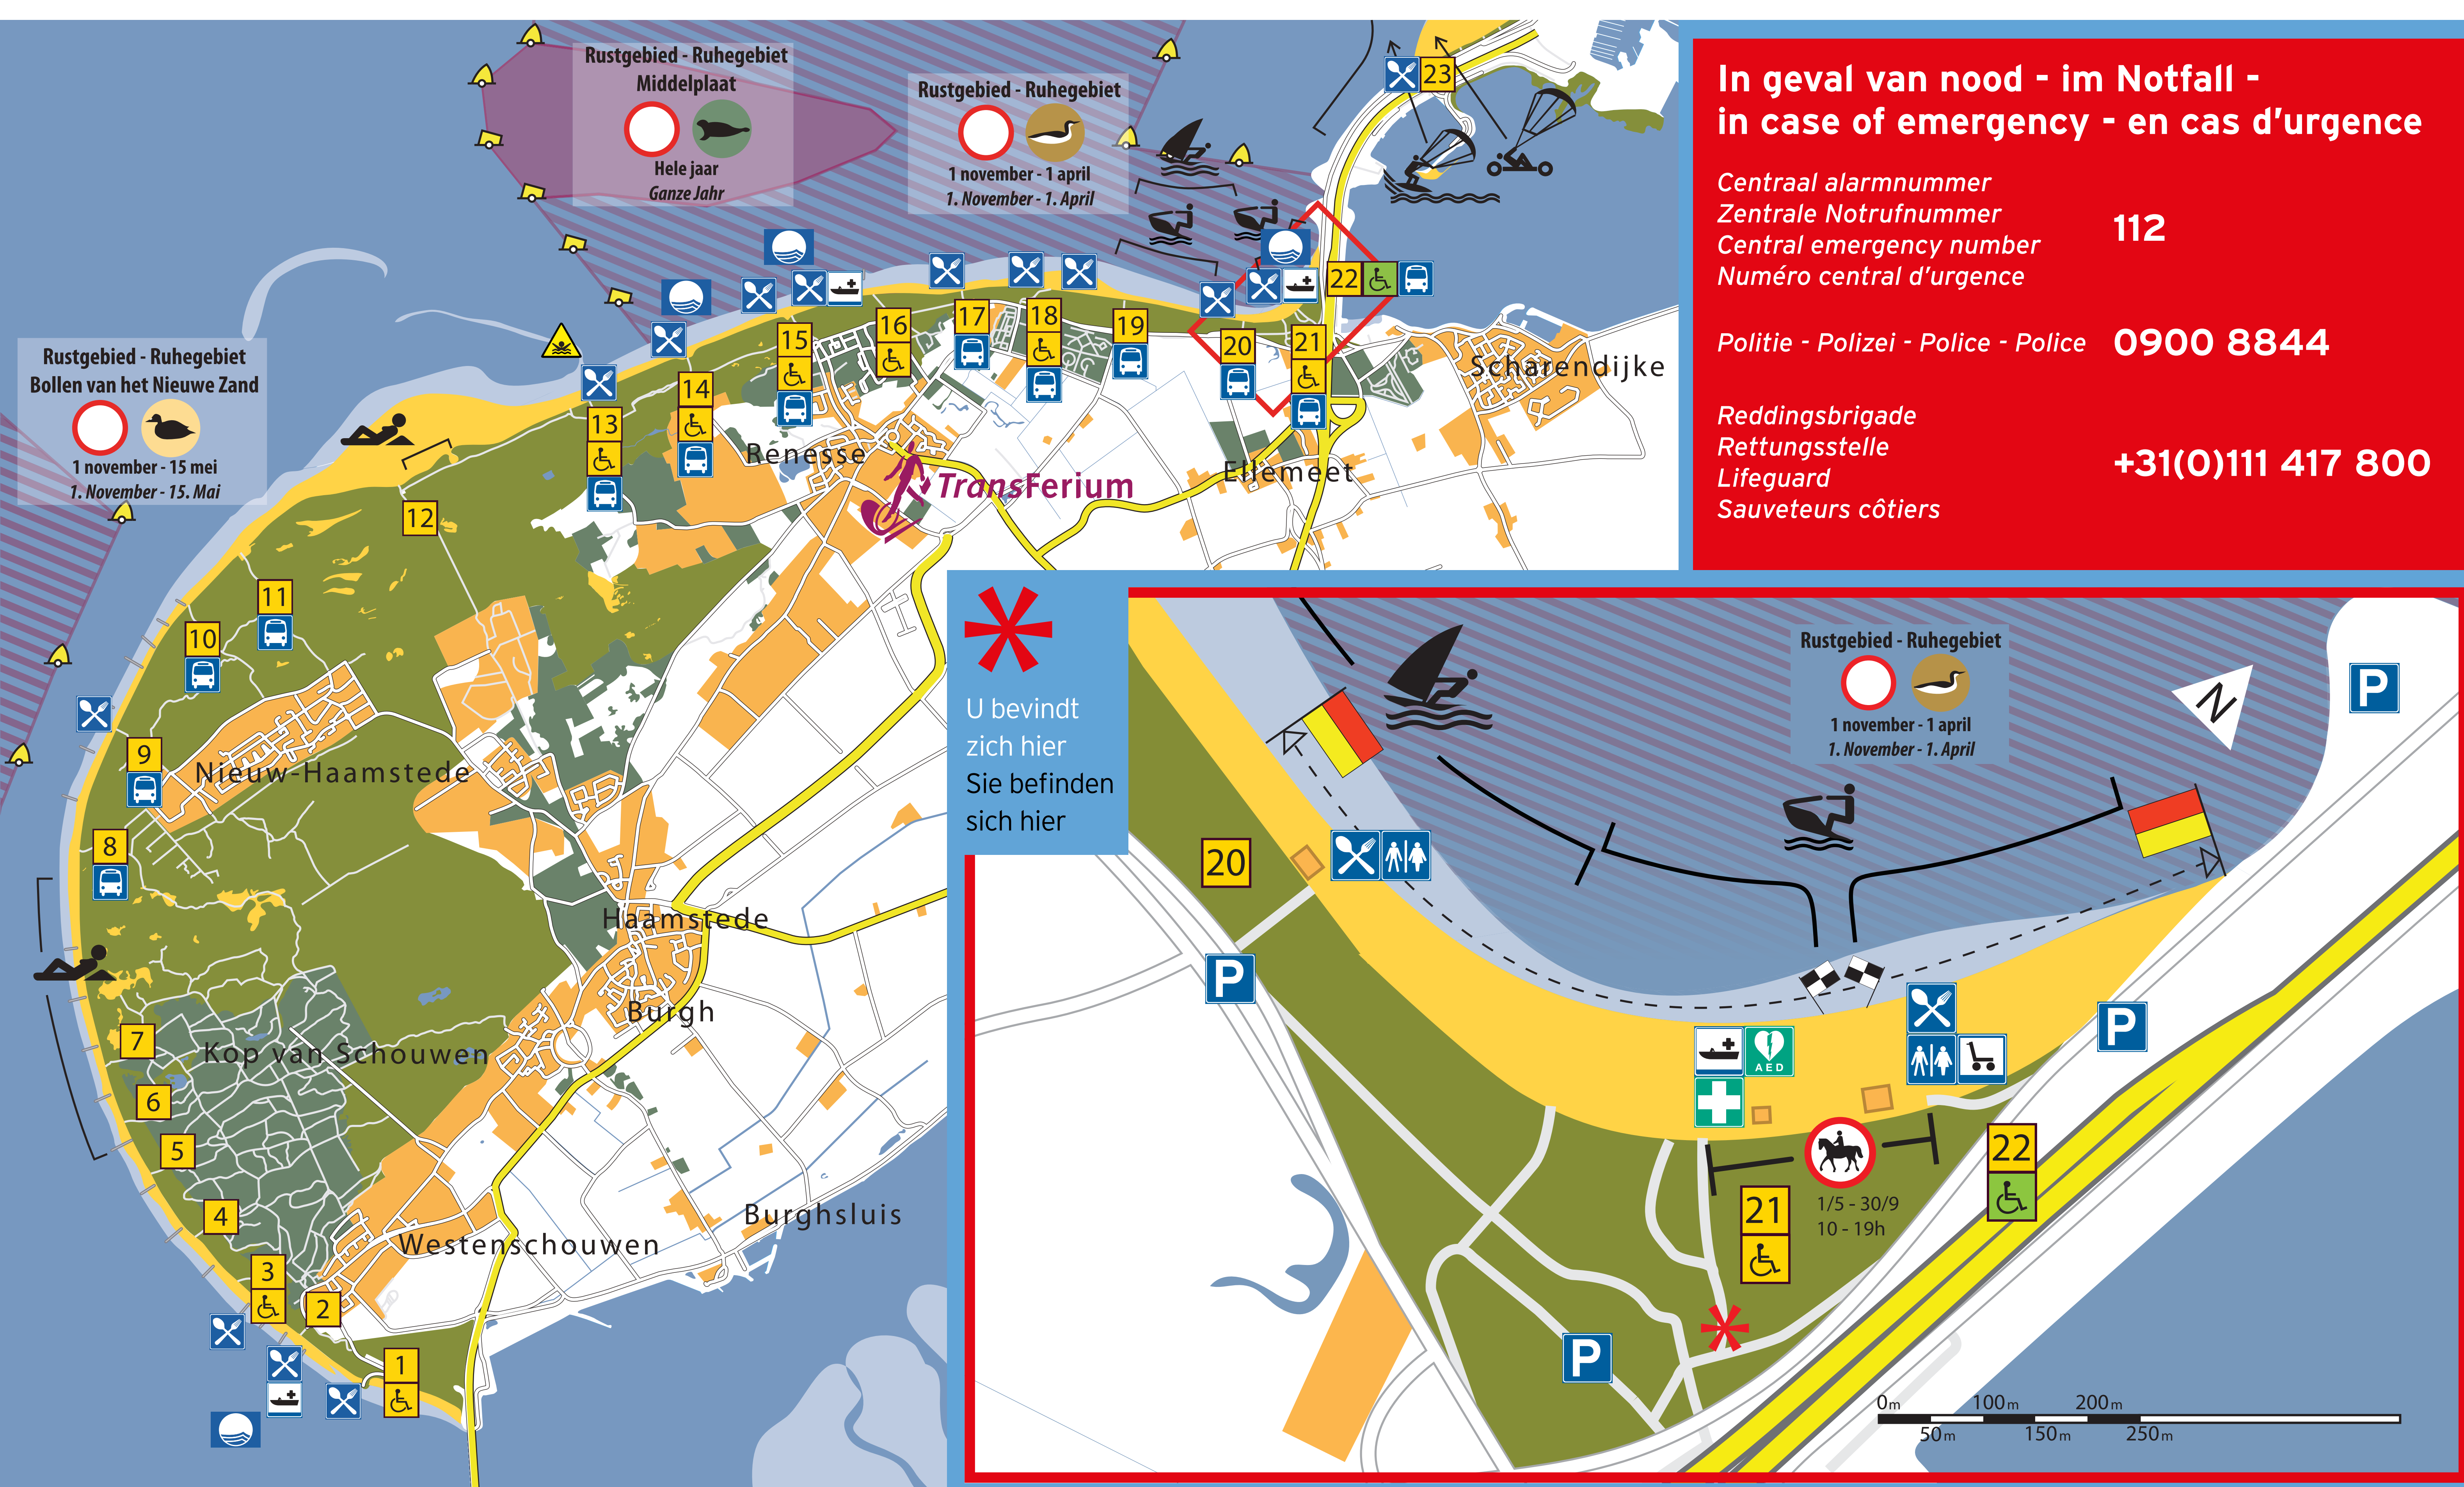 Rustgebied - Ruhegebiet
Middelplaat
Hele jaar
Ganze Jahr
Rustgebied - Ruhegebiet
1 november - 1 april
1. November - 1. April
23
Rustgebied - Ruhegebiet
Bollen van het Nieuwe Zand
1 november - 15 mei
1. November - 15. Mai
22
15
16
17
18
19
20
21
14
13
12
11
10
9
8
7
6
5
4
3
2
1
Scharendijke
Renesse
Ellemeet
TransFerium
Nieuw-Haamstede
Haamstede
Burgh
Kop van Schouwen
Burghsluis
Westenschouwen
In geval van nood - im Notfall -
in case of emergency - en cas d'urgence
Centraal alarmnummer
Zentrale Notrufnummer
Central emergency number
Numéro central d'urgence
112
Politie - Polizei - Police - Police
0900 8844
Reddingsbrigade
Rettungsstelle
Lifeguard
Sauveteurs côtiers
+31(0)111 417 800
U bevindt
zich hier
Sie befinden
sich hier
Rustgebied - Ruhegebiet
1 november - 1 april
1. November - 1. April
N
P
20
P
P
AED
22
21
1/5 - 30/9
10 - 19h
P
0m 100m 200m
50m 150m 250m